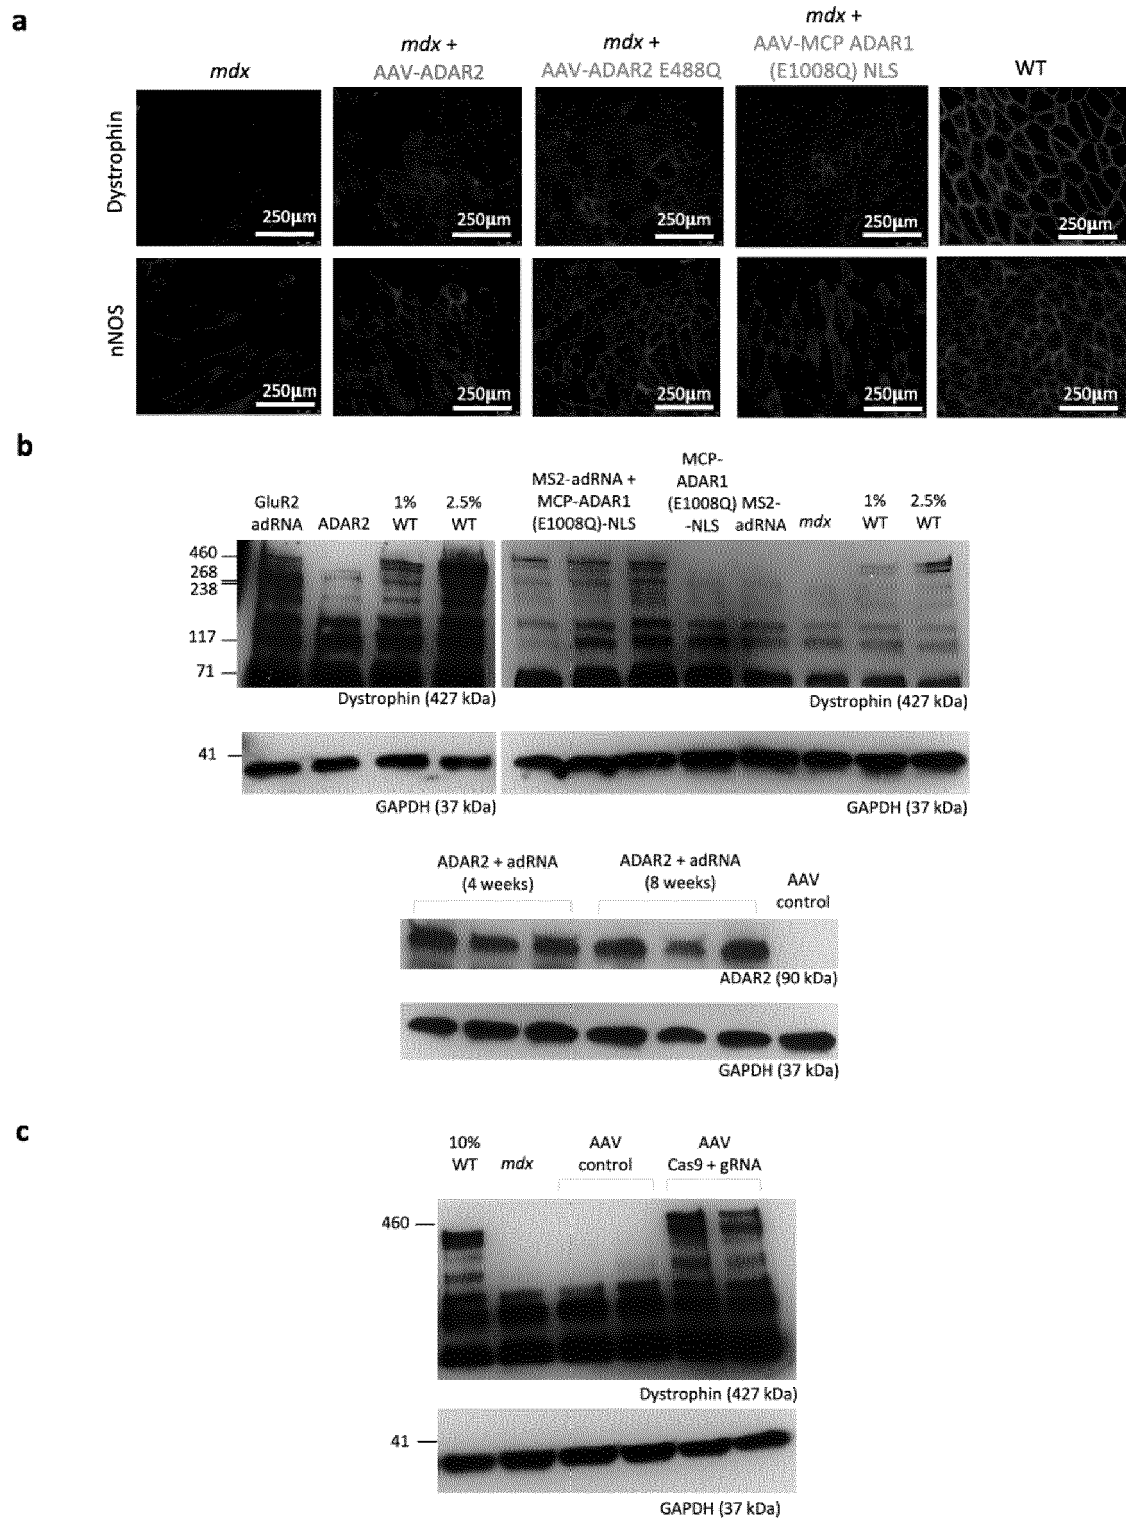 a
mdx
mdx +
AAV-ADAR2
mdx +
AAV-ADAR2 E488Q
mdx +
AAV-MCP ADAR1
(E1008Q) NLS
WT
Dystrophin
250µm
250µm
250µm
250µm
250µm
nNOS
250µm
250µm
250µm
250µm
250µm
b
GluR2
adRNA
ADAR2
1%
WT
2.5%
WT
MS2-adRNA +
MCP-ADAR1
(E1008Q)-NLS
MCP-
ADAR1
(E1008Q)
-NLS
MS2-
adRNA
mdx
1%
WT
2.5%
WT
460
268
238
117
71
Dystrophin (427 kDa)
Dystrophin (427 kDa)
41
GAPDH (37 kDa)
GAPDH (37 kDa)
ADAR2 + adRNA
(4 weeks)
ADAR2 + adRNA
(8 weeks)
AAV
control
ADAR2 (90 kDa)
GAPDH (37 kDa)
c
10%
WT
mdx
AAV
control
AAV
Cas9 + gRNA
460
Dystrophin (427 kDa)
41
GAPDH (37 kDa)